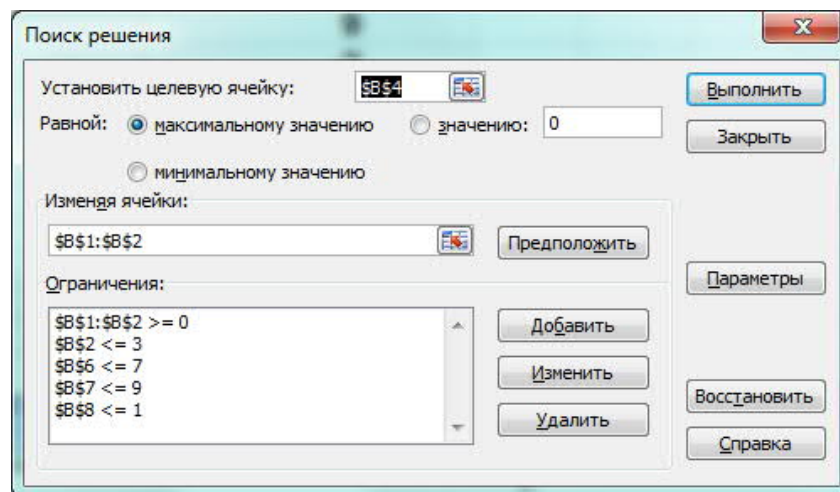 Поиск решения
Установить целевую ячейку: $B$4
Выполнить
Равной: максимальному значению значению: 0
Закрыть
минимальному значению
Изменяя ячейки:
$B$1:$B$2
Предположить
Параметры
Ограничения:
$B$1:$B$2 >= 0
$B$2 <= 3
$B$6 <= 7
$B$7 <= 9
$B$8 <= 1
Добавить
Изменить
Удалить
Восстановить
Справка